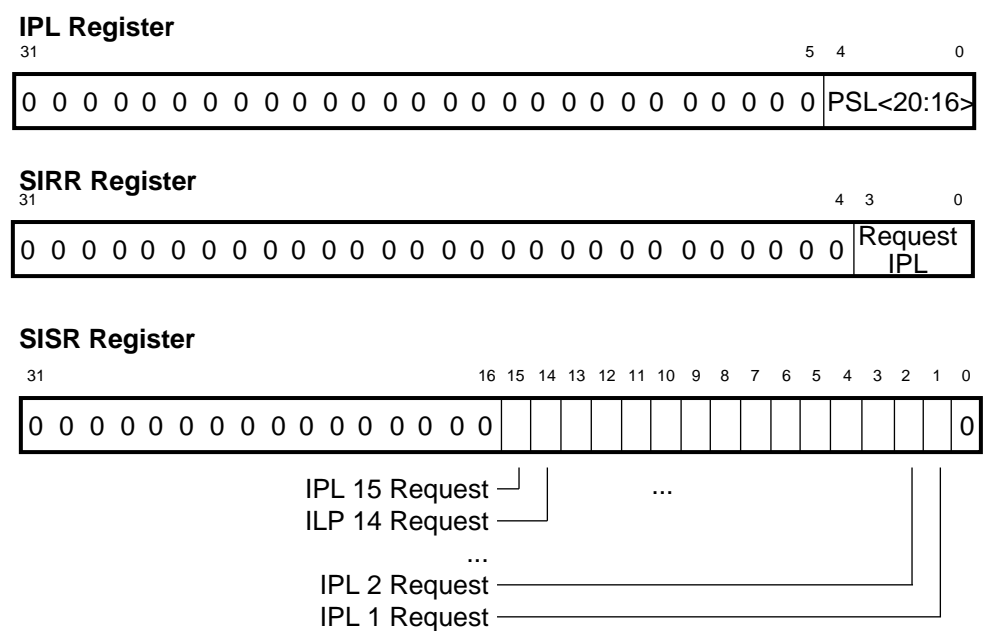 IPL Register
31 5 4 0
0 0 0 0 0 0 0 0 0 0 0 0 0 0 0 0 0 0 0 0 0 0 0 0 0 0 0 PSL<20:16>
SIRR Register
31 4 3 0
0 0 0 0 0 0 0 0 0 0 0 0 0 0 0 0 0 0 0 0 0 0 0 0 0 0 0 0 Request
IPL
SISR Register
31 16 15 14 13 12 11 10 9 8 7 6 5 4 3 2 1 0
0 0 0 0 0 0 0 0 0 0 0 0 0 0 0 0 0
IPL 15 Request ...
ILP 14 Request
...
IPL 2 Request
IPL 1 Request